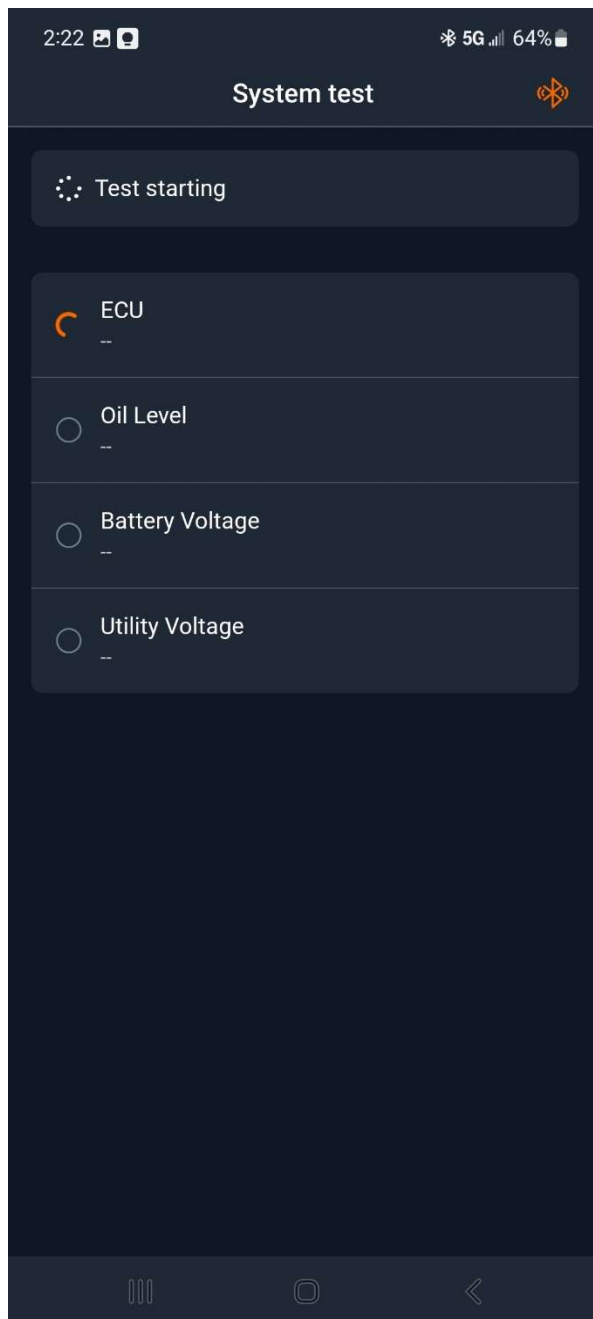 2:22 5G 64%
System test
Test starting
ECU
--
Oil Level
--
Battery Voltage
--
Utility Voltage
--